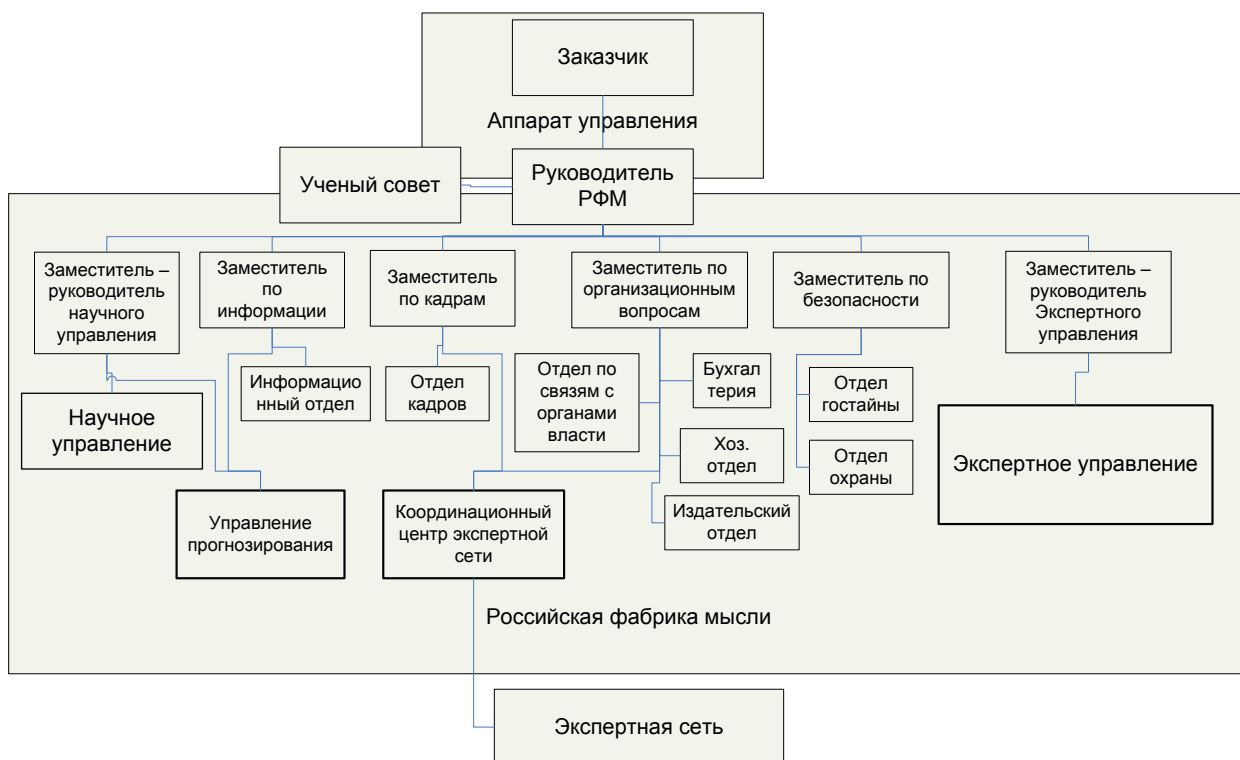 Заказчик
Аппарат управления
Ученый совет
Руководитель
РФМ
Заместитель –
руководитель
научного
управления
Заместитель
по
информации
Заместитель
по кадрам
Заместитель по
организационным
вопросам
Заместитель по
безопасности
Заместитель –
руководитель
Экспертного
управления
Научное
управление
Информацио
нный отдел
Отдел
кадров
Отдел по
связям с
органами
власти
Бухгал
терия
Отдел
гостайны
Экспертное управление
Хоз.
отдел
Отдел
охраны
Управление
прогнозирования
Координационный
центр экспертной
сети
Издательский
отдел
Российская фабрика мысли
Экспертная сеть